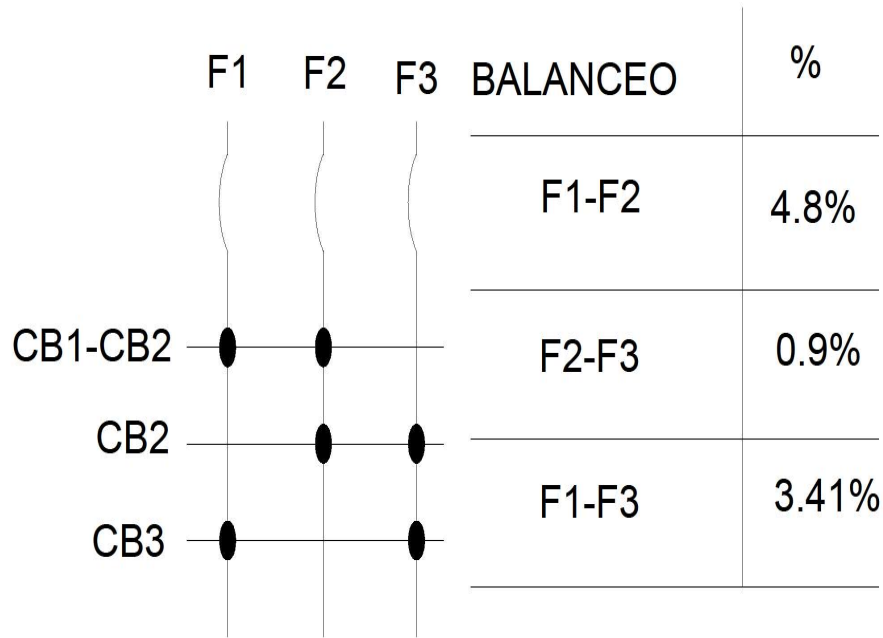 F1 F2 F3 BALANCEO %
F1-F2 4.8%
CB1-CB2 F2-F3 0.9%
CB2
CB3 F1-F3 3.41%